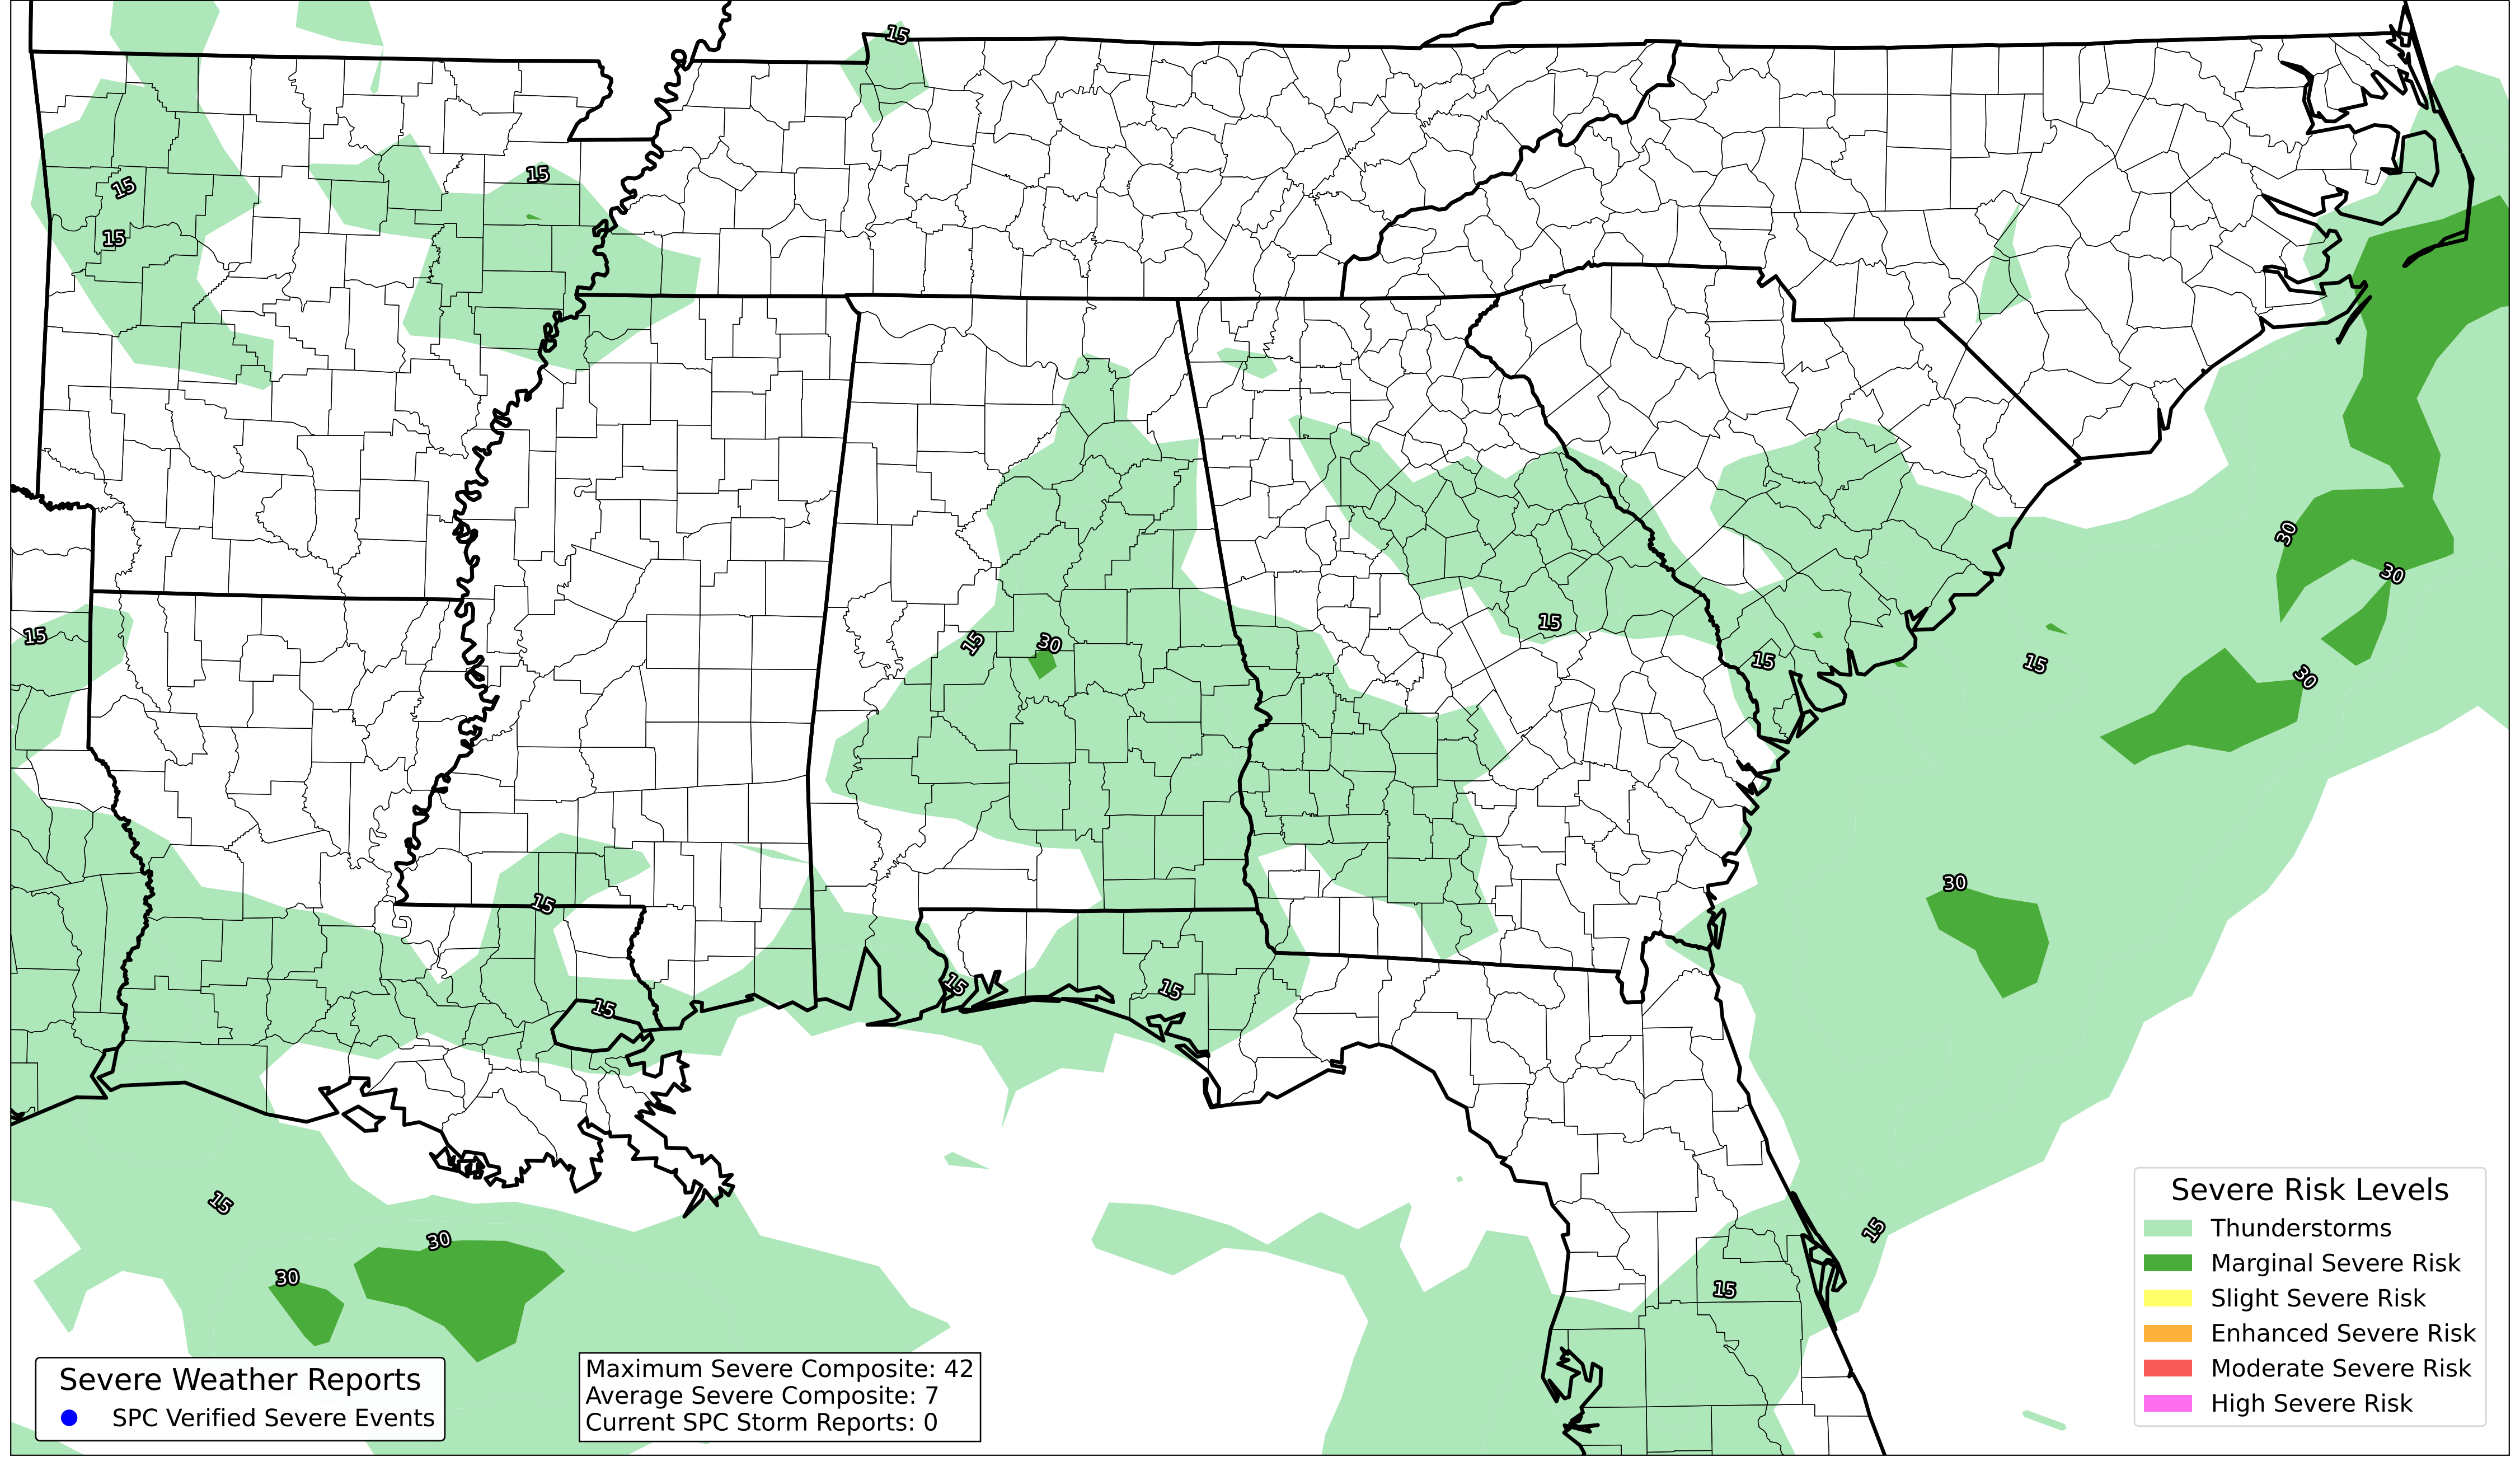 15
15
15
15
15
15
30
15
15
30
30
15
30
30
15
15
15
15
15
15
30
30
15
15
Severe Risk Levels
Thunderstorms
Marginal Severe Risk
Slight Severe Risk
Enhanced Severe Risk
Moderate Severe Risk
High Severe Risk
Severe Weather Reports
SPC Verified Severe Events
Maximum Severe Composite: 42
Average Severe Composite: 7
Current SPC Storm Reports: 0